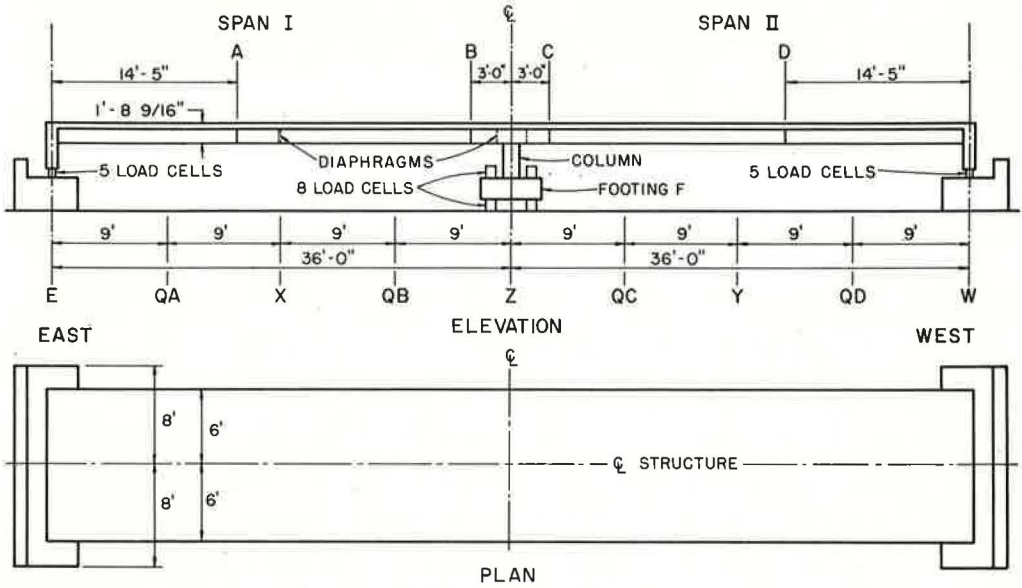 ℄
SPAN I
SPAN II
A
B
C
D
14'-5"
3'-0"
3'-0"
14'-5"
1'-8 9/16"
DIAPHRAGMS
COLUMN
5 LOAD CELLS
8 LOAD CELLS
FOOTING F
5 LOAD CELLS
9'
9'
9'
9'
9'
9'
9'
9'
36'-0"
36'-0"
E
QA
X
QB
Z
QC
Y
QD
W
ELEVATION
EAST
WEST
℄
8'
6'
℄ STRUCTURE
8'
6'
PLAN